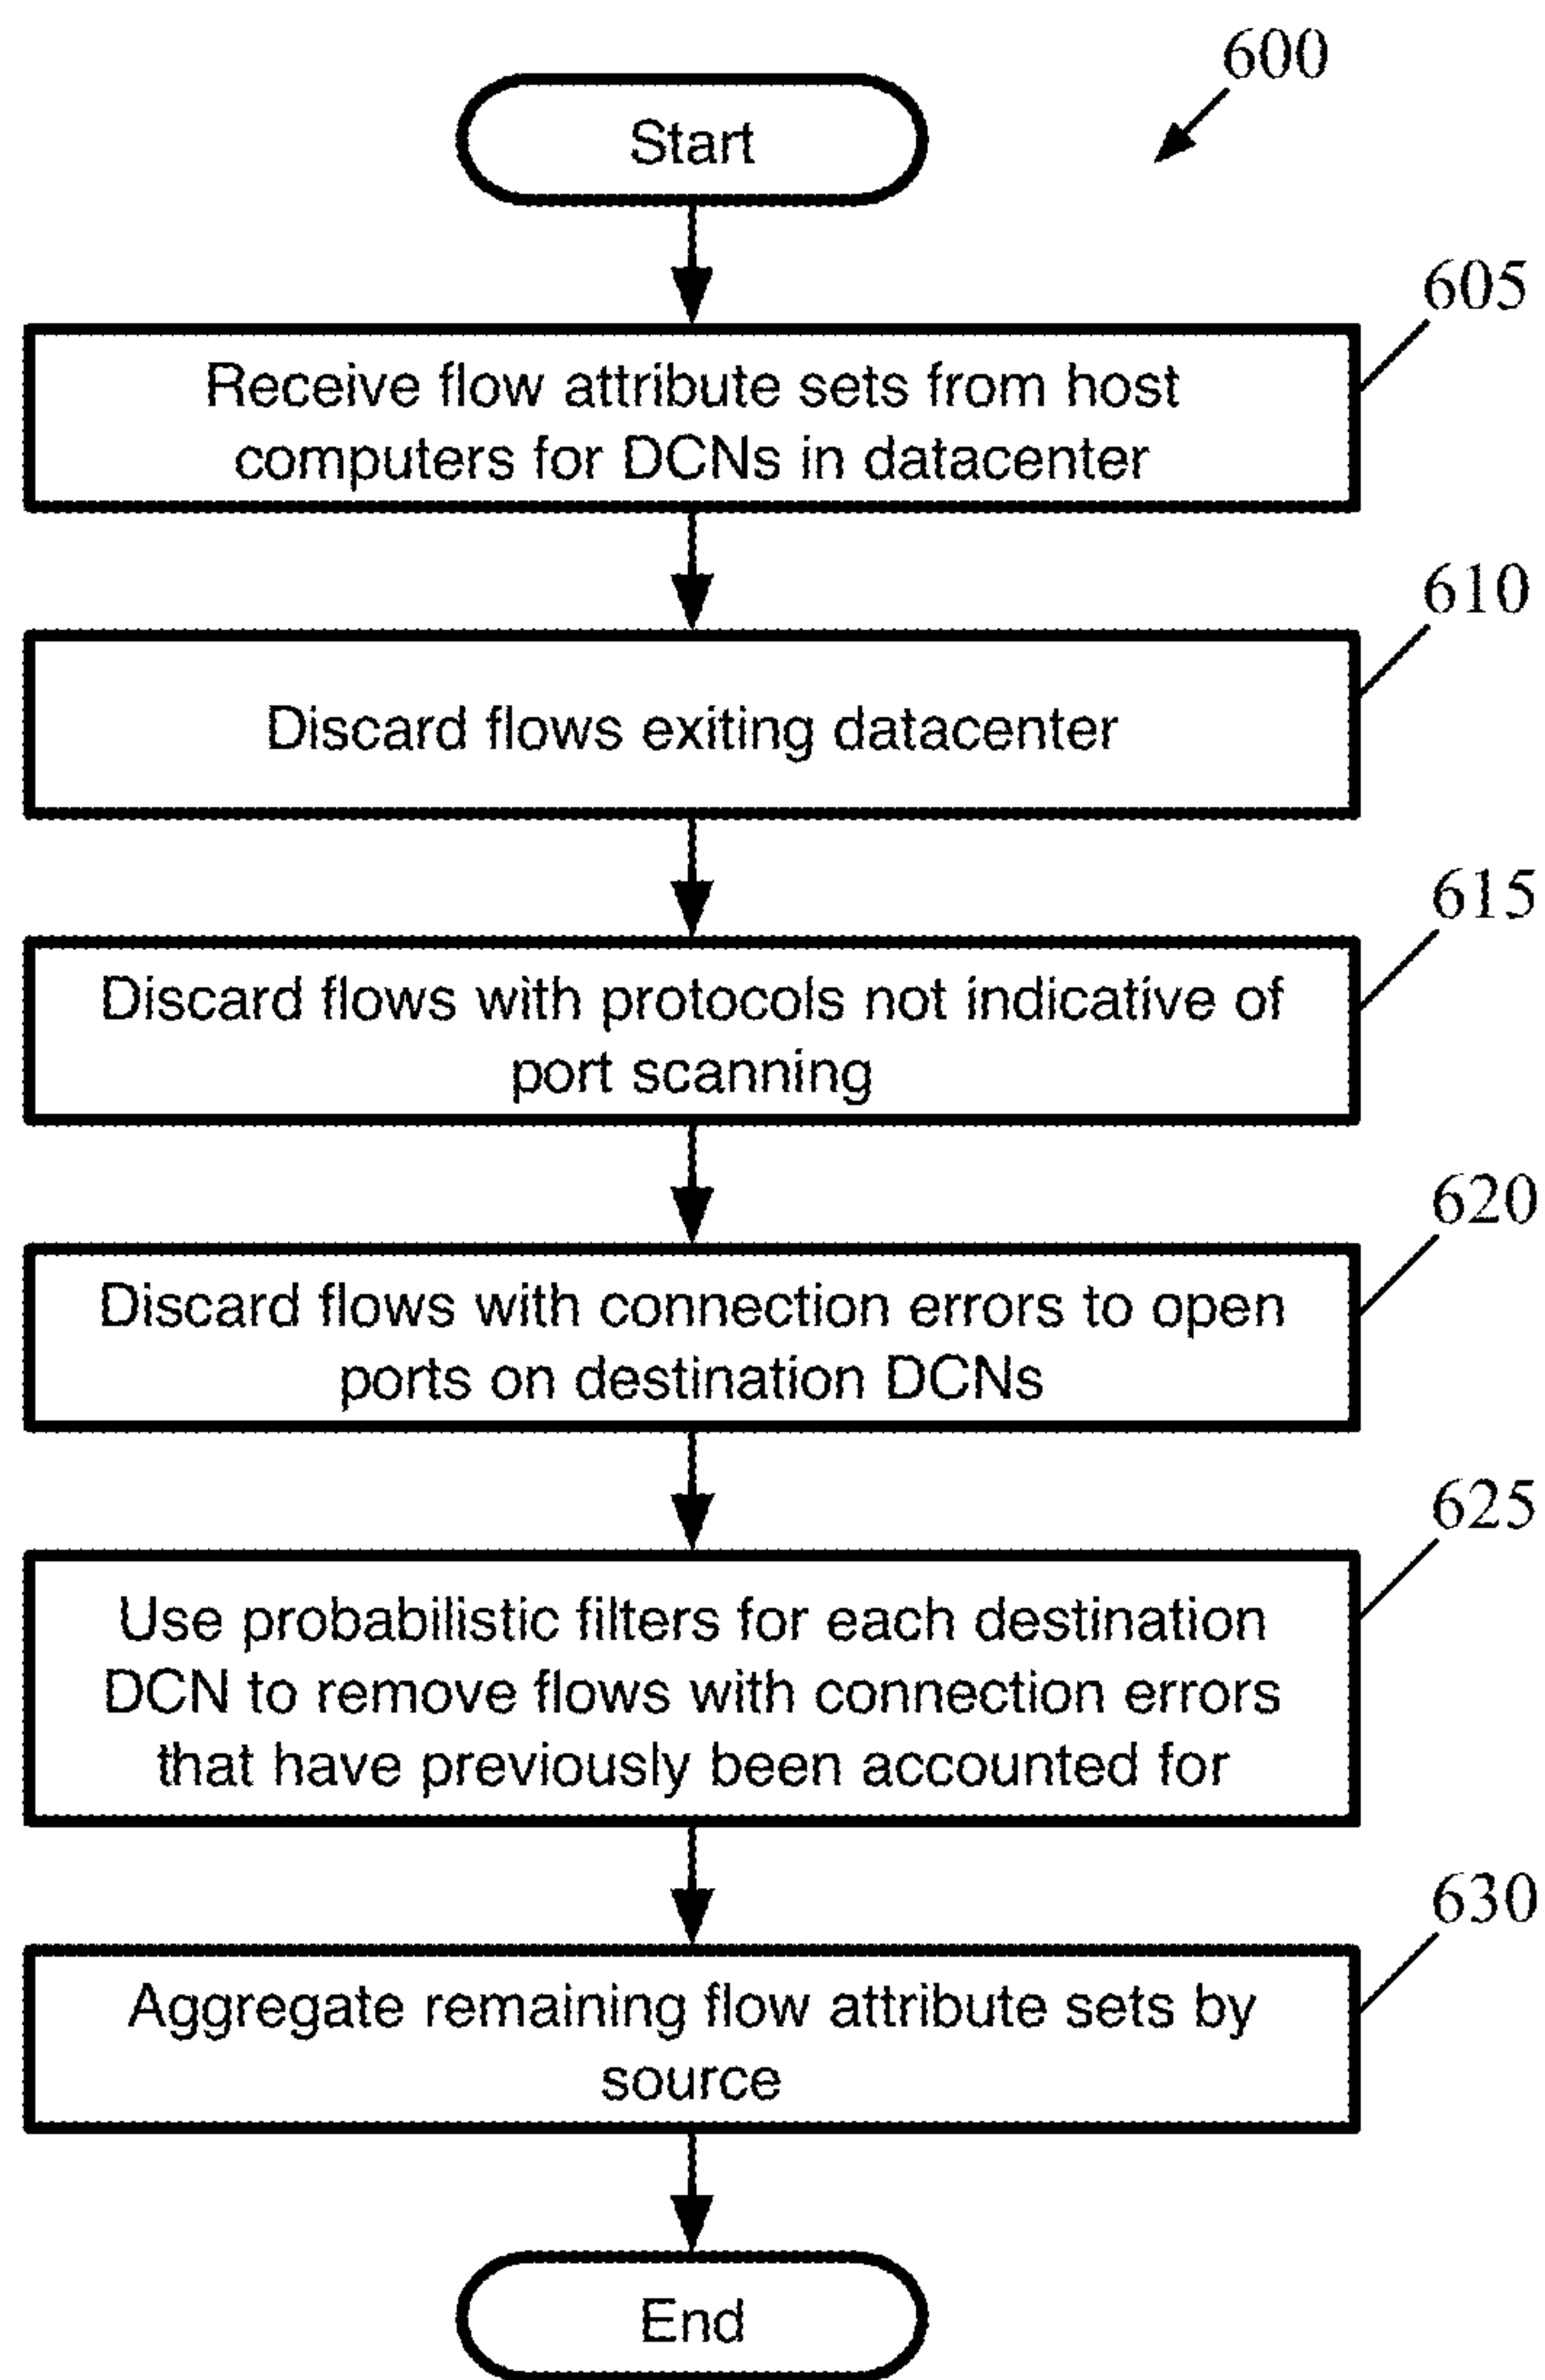 600
Start
605
Receive flow attribute sets from host
computers for DCNs in datacenter
610
Discard flows exiting datacenter
615
Discard flows with protocols not indicative of
port scanning
620
Discard flows with connection errors to open
ports on destination DCNs
625
Use probabilistic filters for each destination
DCN to remove flows with connection errors
that have previously been accounted for
630
Aggregate remaining flow attribute sets by
source
End